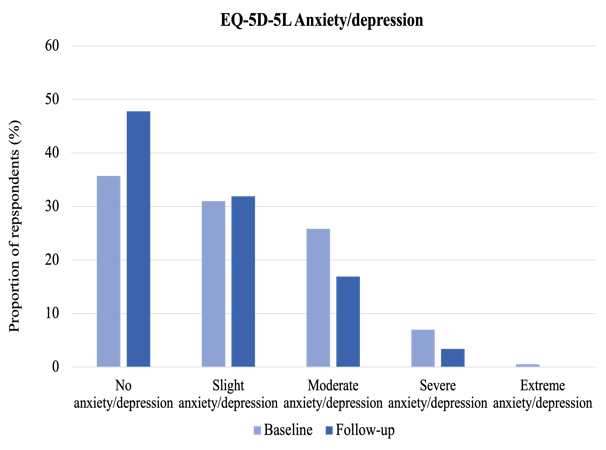 EQ-5D-5L Anxiety/depression
Proportion of repspondents (%)
60
50
40
30
20
10
0
No anxiety/depression
Slight anxiety/depression
Moderate anxiety/depression
Severe anxiety/depression
Extreme anxiety/depression
Baseline
Follow-up